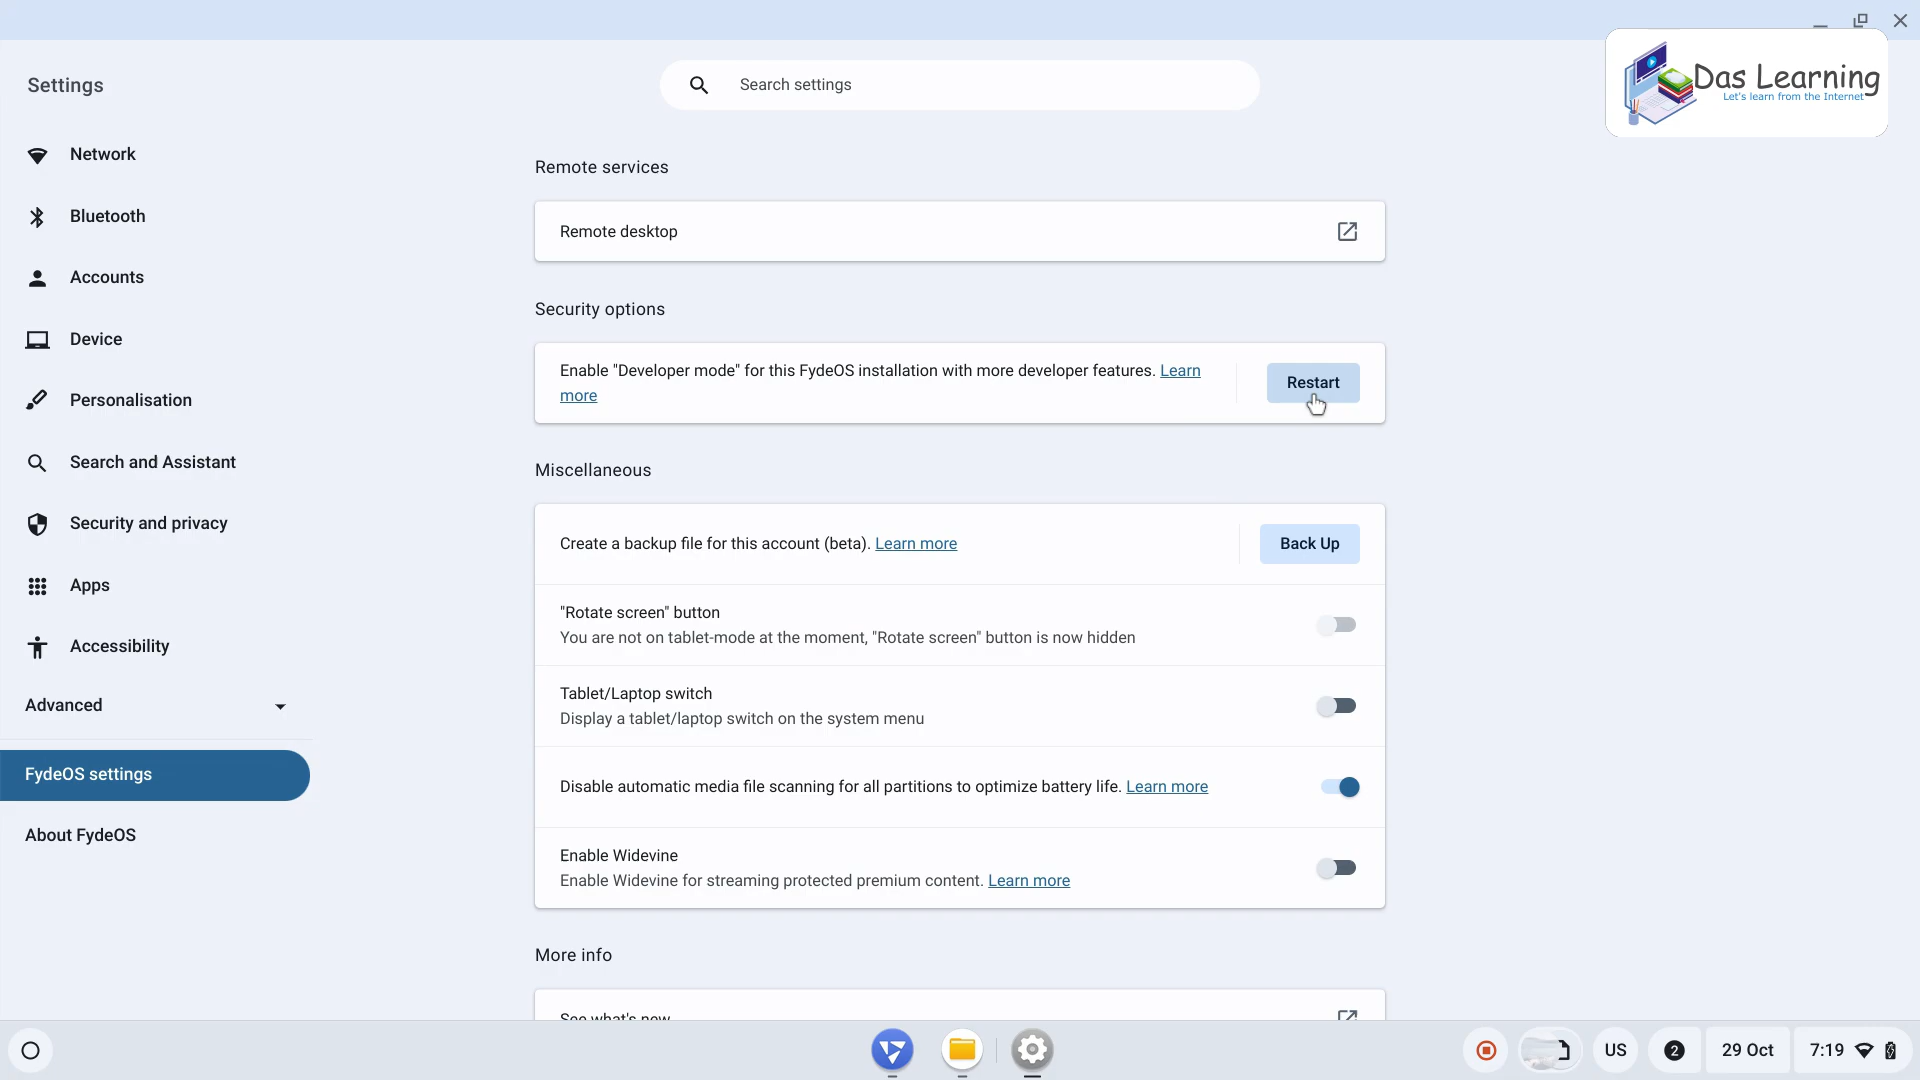 Das Learning
Let's learn from the Internet
Settings
Search settings
Network
Bluetooth
Accounts
Device
Personalisation
Search and Assistant
Security and privacy
Apps
Accessibility
Advanced
FydeOS settings
About FydeOS
Remote services
Remote desktop
Security options
Enable "Developer mode" for this FydeOS installation with more developer features. Learn
more
Restart
Miscellaneous
Create a backup file for this account (beta). Learn more
Back Up
"Rotate screen" button
You are not on tablet-mode at the moment, "Rotate screen" button is now hidden
Tablet/Laptop switch
Display a tablet/laptop switch on the system menu
Disable automatic media file scanning for all partitions to optimize battery life. Learn more
Enable Widevine
Enable Widevine for streaming protected premium content. Learn more
More info
See what's new
US
2
29 Oct
7:19